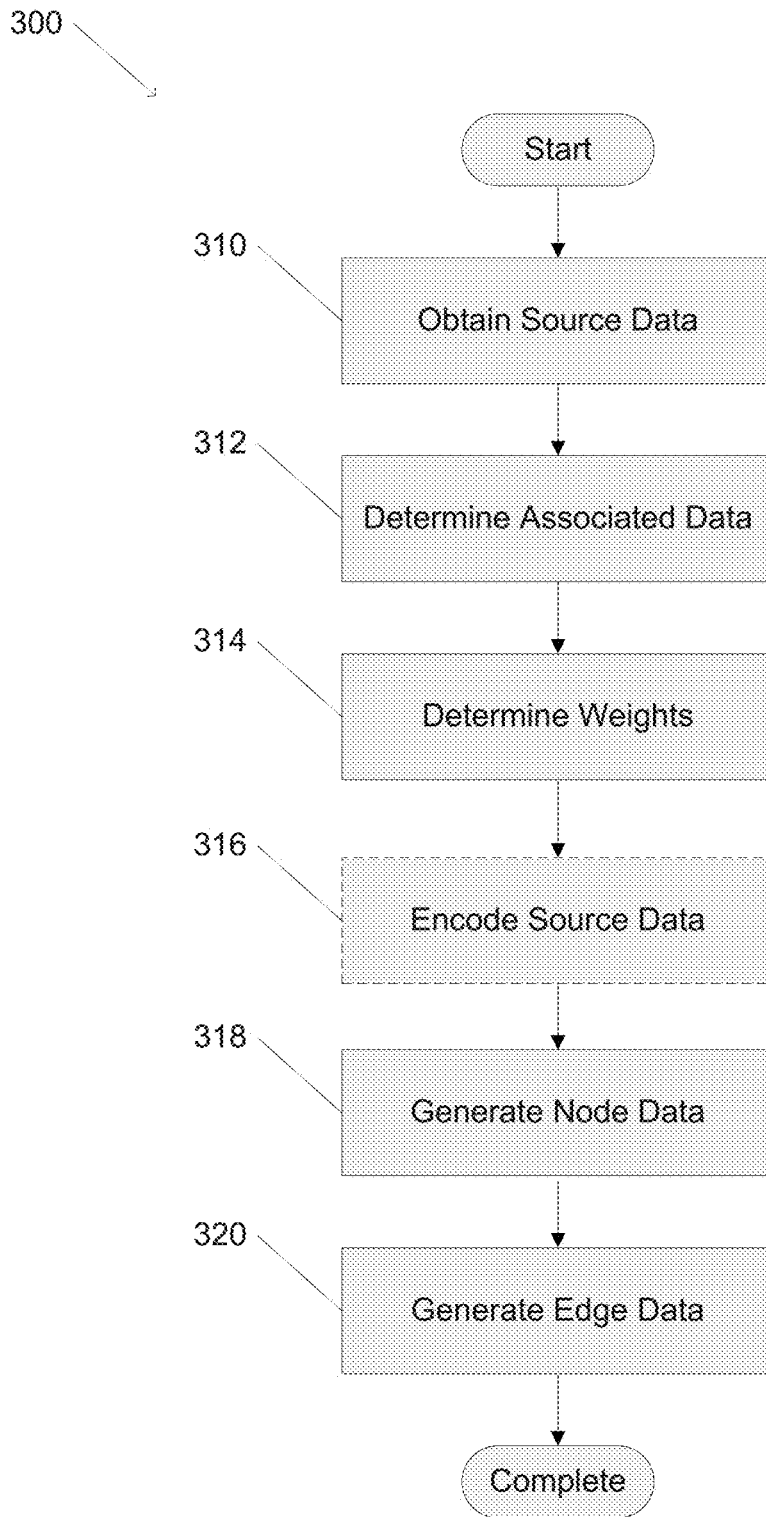 300
Start
310
Obtain Source Data
312
Determine Associated Data
314
Determine Weights
316
Encode Source Data
318
Generate Node Data
320
Generate Edge Data
Complete